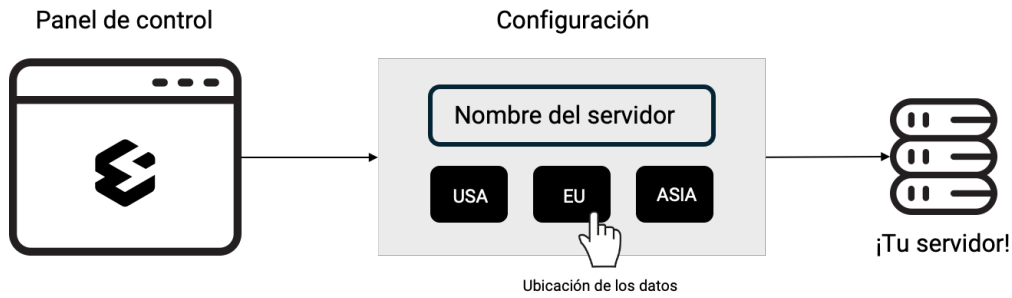 Panel de control
Configuración
Nombre del servidor
USA
EU
ASIA
Ubicación de los datos
¡Tu servidor!